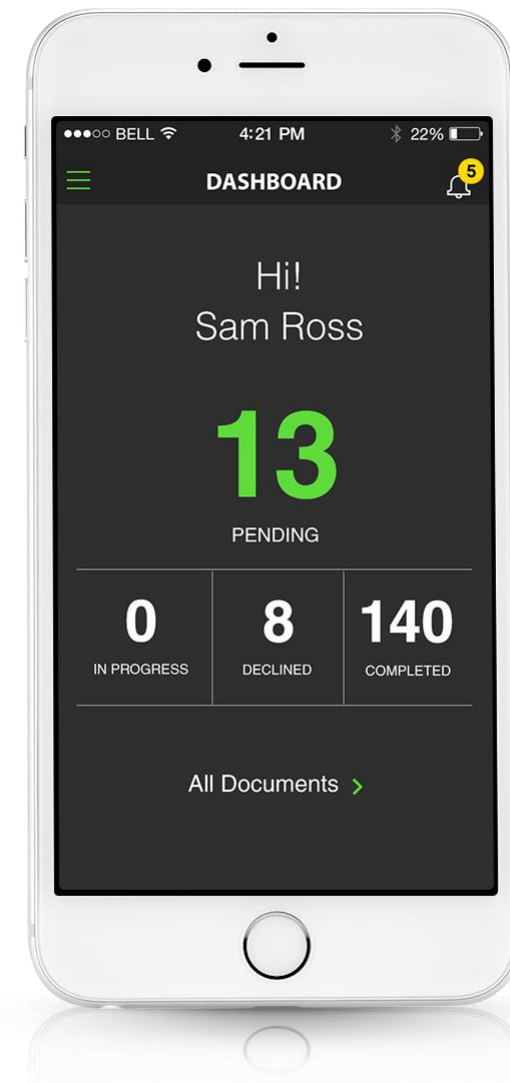 BELL 4:21 PM 22%
DASHBOARD 5
Hi!
Sam Ross
13
PENDING
0 8 140
IN PROGRESS DECLINED COMPLETED
All Documents >